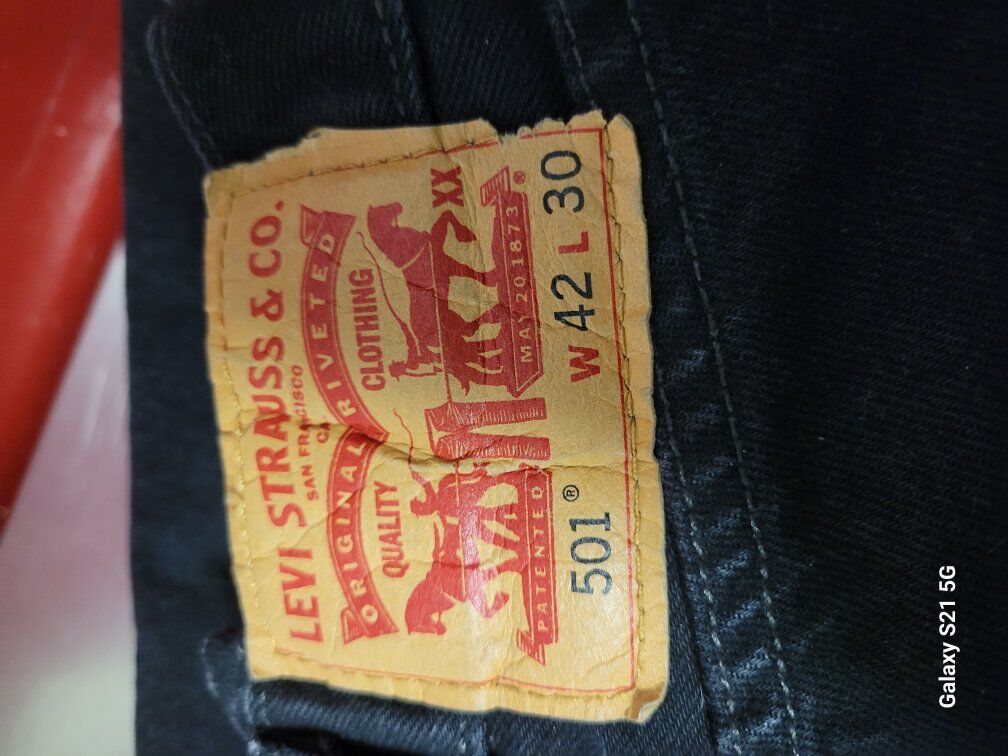 LEVI STRAUSS & CO.
SAN FRANCISCO
CA.
ORIGINAL RIVETED
QUALITY CLOTHING
XX
PATENTED MAY 20 1873 ®
501® W 42 L 30
Galaxy S21 5G